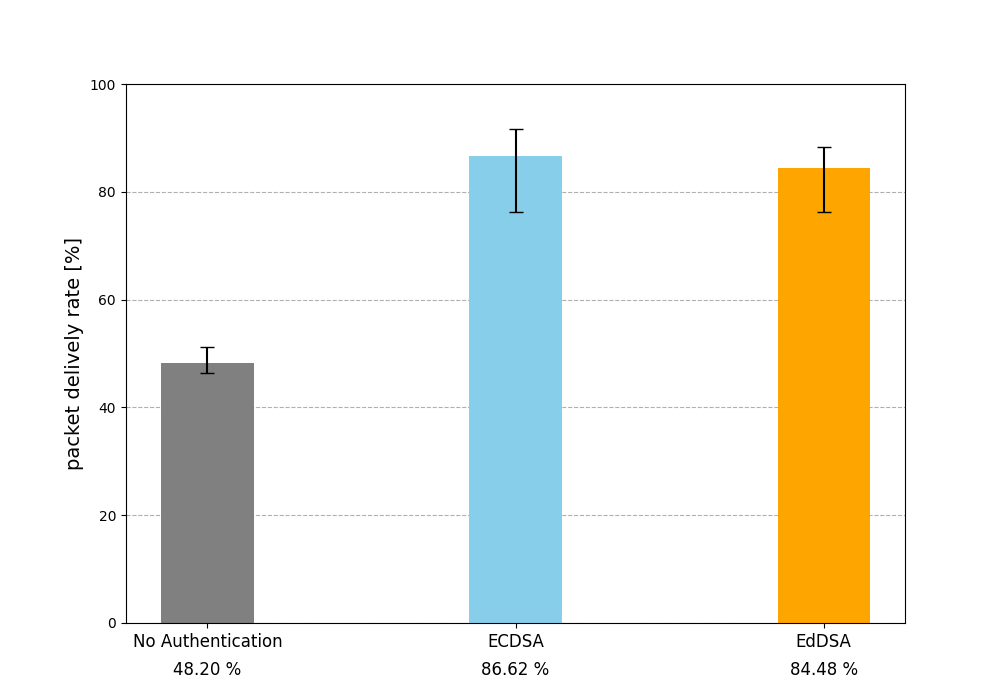 packet delively rate [%]
100
80
60
40
20
0
No Authentication
48.20 %
ECDSA
86.62 %
EdDSA
84.48 %